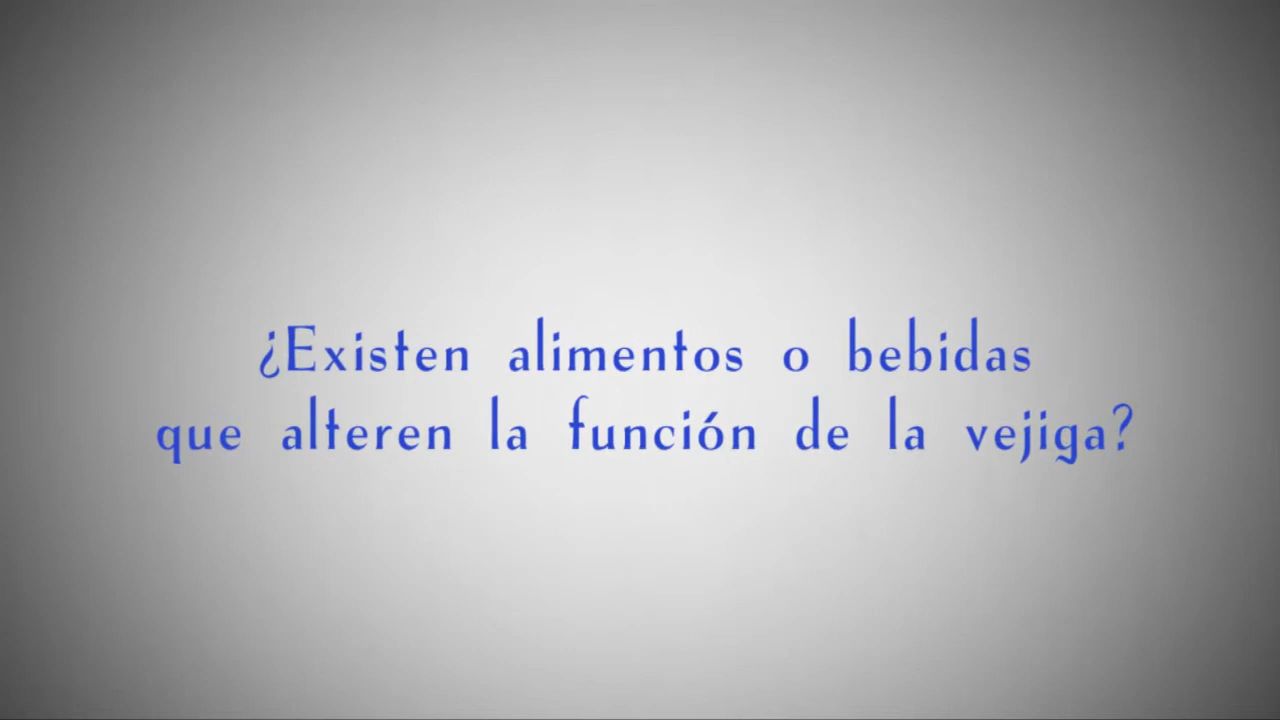 ¿Existen alimentos o bebidas
que alteren la función de la vejiga?